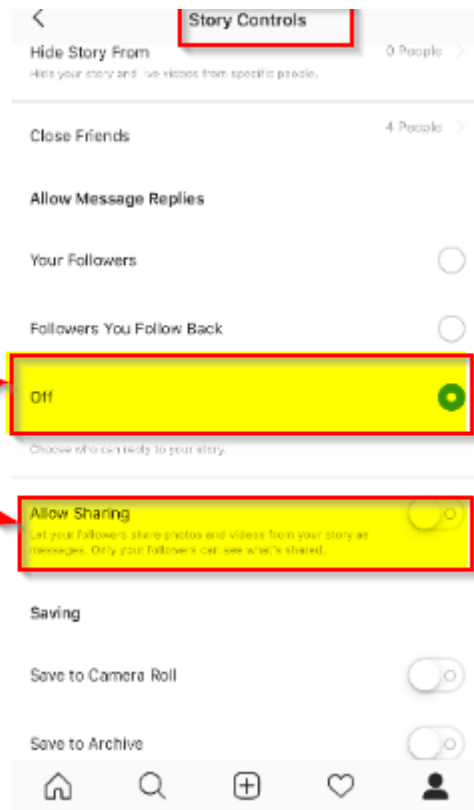 Story Controls
Hide Story From
0 People
Hide your story and live videos from specific people.
Close Friends
4 People
Allow Message Replies
Your Followers
Followers You Follow Back
Off
Choose who can reply to your story.
Allow Sharing
Let your followers share photos and videos from your story as
messages. Only your followers can see what's shared.
Saving
Save to Camera Roll
Save to Archive